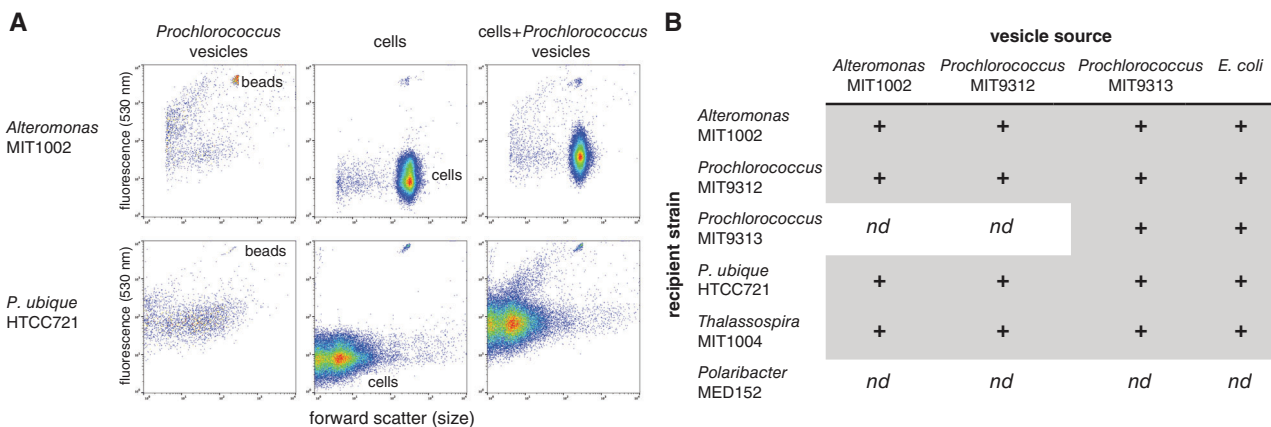 A
Prochlorococcus
vesicles
cells
cells+Prochlorococcus
vesicles
Alteromonas
MIT1002
fluorescence (530 nm)
beads
cells
P. ubique
HTCC721
fluorescence (530 nm)
beads
cells
forward scatter (size)
B
vesicle source
Alteromonas
MIT1002
Prochlorococcus
MIT9312
Prochlorococcus
MIT9313
E. coli
recipient strain
Alteromonas
MIT1002
+ + + +
Prochlorococcus
MIT9312
+ + + +
Prochlorococcus
MIT9313
nd nd + +
P. ubique
HTCC721
+ + + +
Thalassospira
MIT1004
+ + + +
Polaribacter
MED152
nd nd nd nd